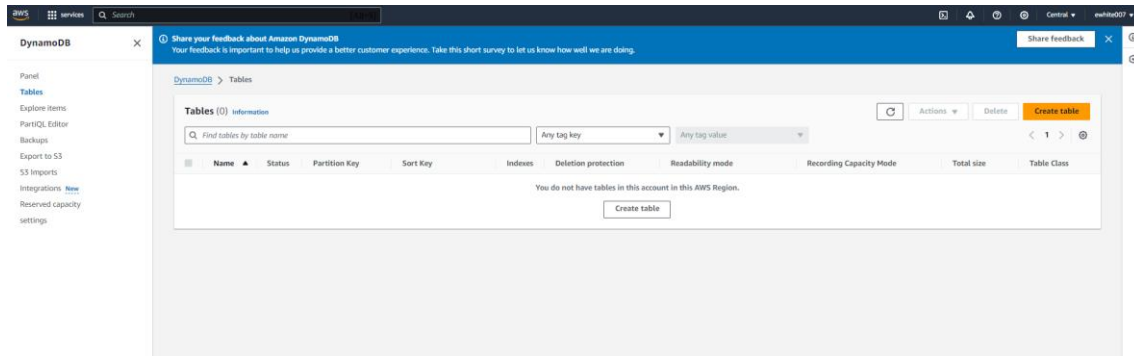 aws services Search Central ewhite007
DynamoDB
Share your feedback about Amazon DynamoDB
Your feedback is important to help us provide a better customer experience. Take this short survey to let us know how well we are doing.
Share feedback
Panel
Tables
Explore items
PartiQL Editor
Backups
Export to S3
S3 Imports
Integrations New
Reserved capacity
settings
DynamoDB > Tables
Tables (0) Information
Actions Delete Create table
Find tables by table name Any tag key Any tag value < 1 >
Name Status Partition Key Sort Key Indexes Deletion protection Readability mode Recording Capacity Mode Total size Table Class
You do not have tables in this account in this AWS Region.
Create table